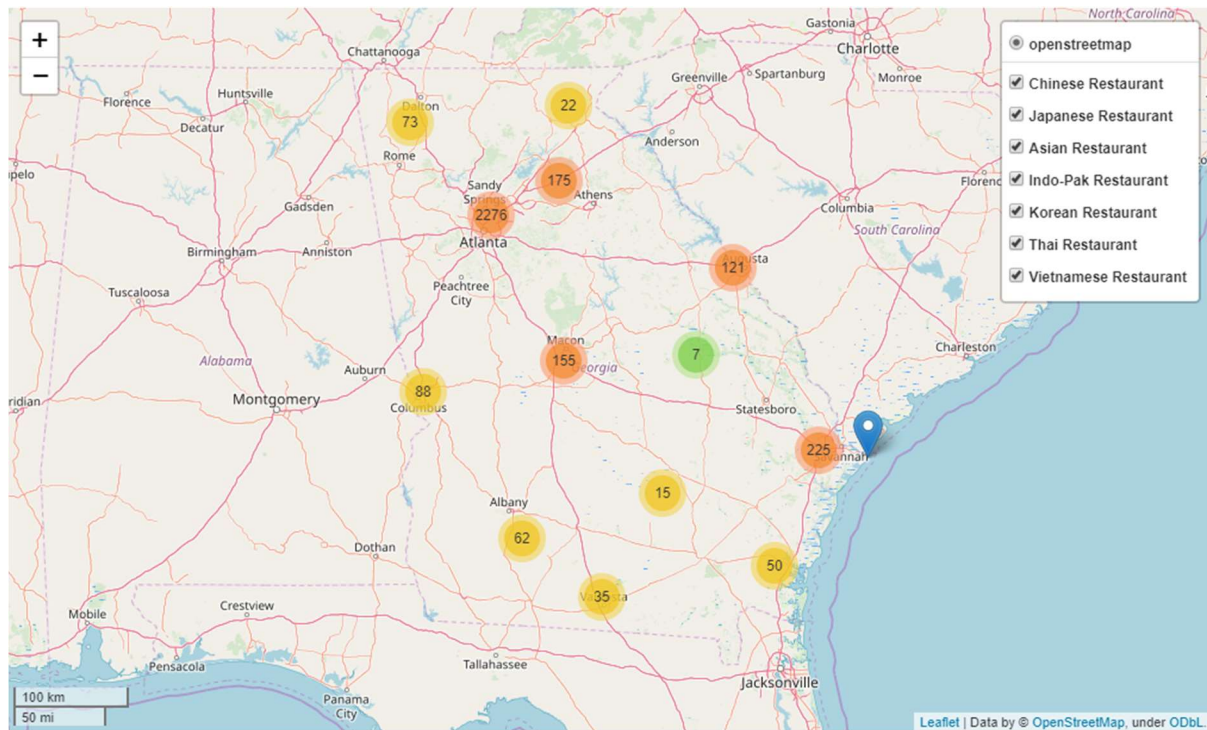 North Carolina
Gastonia
Charlotte
Chattanooga
Greenville
Spartanburg
Monroe
Huntsville
Florence
Decatur
Dalton
22
73
Anderson
Rome
175
Sandy
Springs
Athens
2276
Gadsden
Columbia
Atlanta
South Carolina
Anniston
Birmingham
121
Peachtree
City
Tuscaloosa
Macon
155
7
Charleston
Alabama
Auburn
88
Columbus
Montgomery
Statesboro
225
Savannah
15
Albany
62
Dothan
50
35
Crestview
Mobile
Tallahassee
Pensacola
Jacksonville
Panama
City
+
−
openstreetmap
Chinese Restaurant
Japanese Restaurant
Asian Restaurant
Indo-Pak Restaurant
Korean Restaurant
Thai Restaurant
Vietnamese Restaurant
100 km
50 mi
Leaflet | Data by © OpenStreetMap, under ODbL.